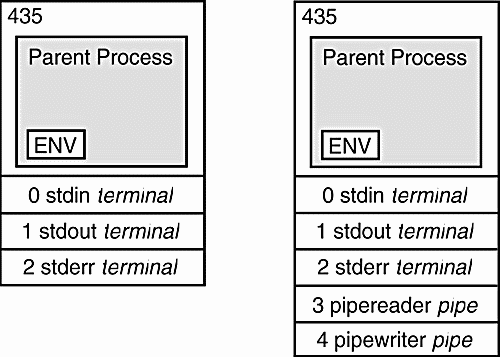 435
Parent Process
ENV
0 stdin terminal
1 stdout terminal
2 stderr terminal
435
Parent Process
ENV
0 stdin terminal
1 stdout terminal
2 stderr terminal
3 pipereader pipe
4 pipewriter pipe